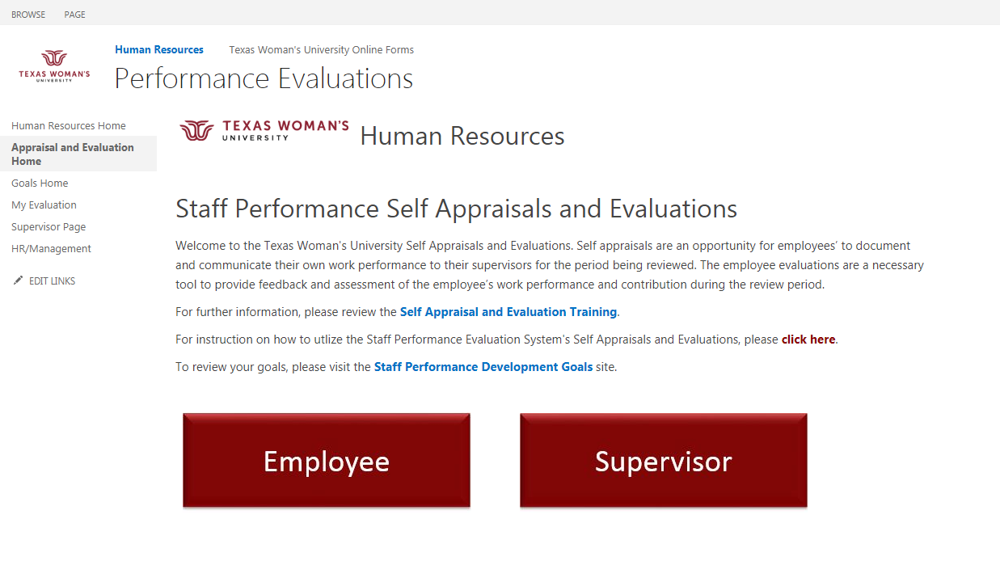 BROWSE PAGE
TEXAS WOMAN'S
UNIVERSITY
Human Resources Texas Woman's University Online Forms
Performance Evaluations
Human Resources Home
Appraisal and Evaluation
Home
Goals Home
My Evaluation
Supervisor Page
HR/Management
EDIT LINKS
TEXAS WOMAN'S
UNIVERSITY
Human Resources
Staff Performance Self Appraisals and Evaluations
Welcome to the Texas Woman's University Self Appraisals and Evaluations. Self appraisals are an opportunity for employees’ to document
and communicate their own work performance to their supervisors for the period being reviewed. The employee evaluations are a necessary
tool to provide feedback and assessment of the employee’s work performance and contribution during the review period.
For further information, please review the Self Appraisal and Evaluation Training.
For instruction on how to utlize the Staff Performance Evaluation System's Self Appraisals and Evaluations, please click here.
To review your goals, please visit the Staff Performance Development Goals site.
Employee
Supervisor